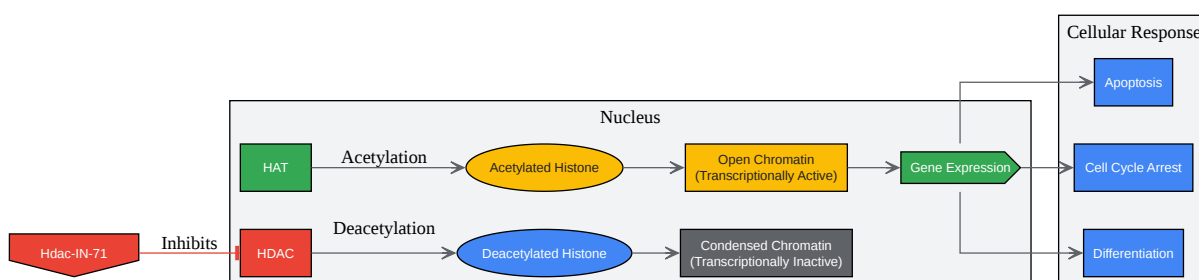 Cellular Response
Apoptosis
Nucleus
HAT
Acetylation
Acetylated Histone
Open Chromatin
(Transcriptionally Active)
Gene Expression
Cell Cycle Arrest
Hdac-IN-71
Inhibits
HDAC
Deacetylation
Deacetylated Histone
Condensed Chromatin
(Transcriptionally Inactive)
Differentiation